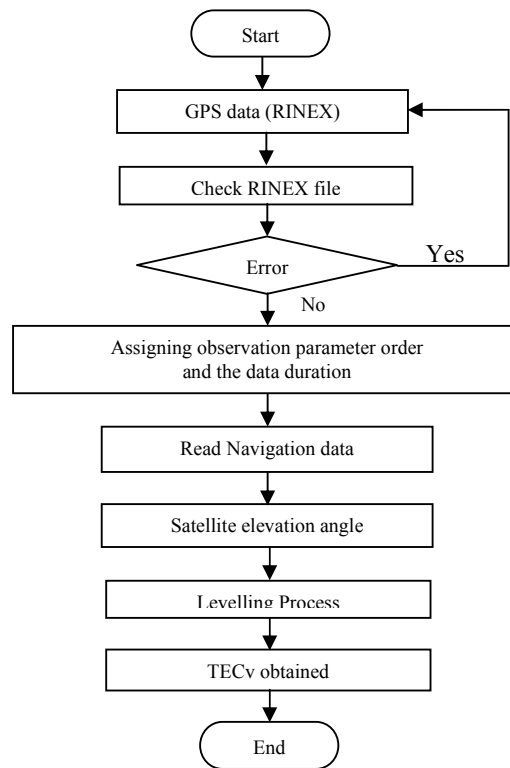 Start
GPS data (RINEX)
Check RINEX file
Error
Yes
No
Assigning observation parameter order
and the data duration
Read Navigation data
Satellite elevation angle
Levelling Process
TECv obtained
End